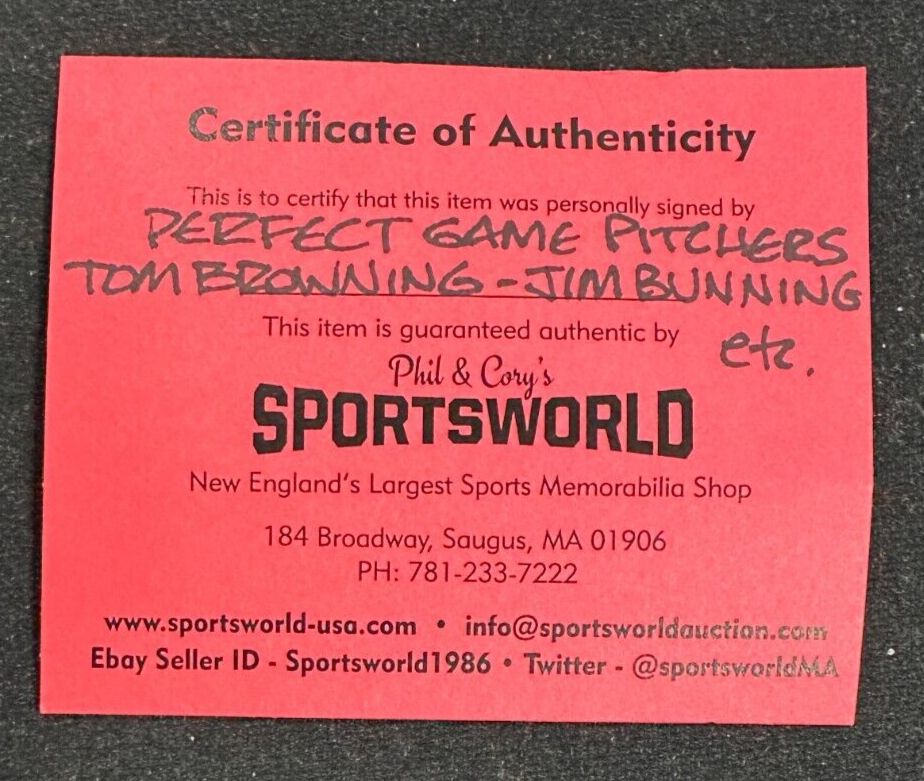 Certificate of Authenticity
This is to certify that this item was personally signed by
PERFECT GAME PITCHERS
TOM BROWNING - JIM BUNNING
etc.
This item is guaranteed authentic by
Phil & Cory's
SPORTSWORLD
New England's Largest Sports Memorabilia Shop
184 Broadway, Saugus, MA 01906
PH: 781-233-7222
www.sportsworld-usa.com • info@sportsworldauction.com
Ebay Seller ID - Sportsworld1986 • Twitter - @sportsworldMA